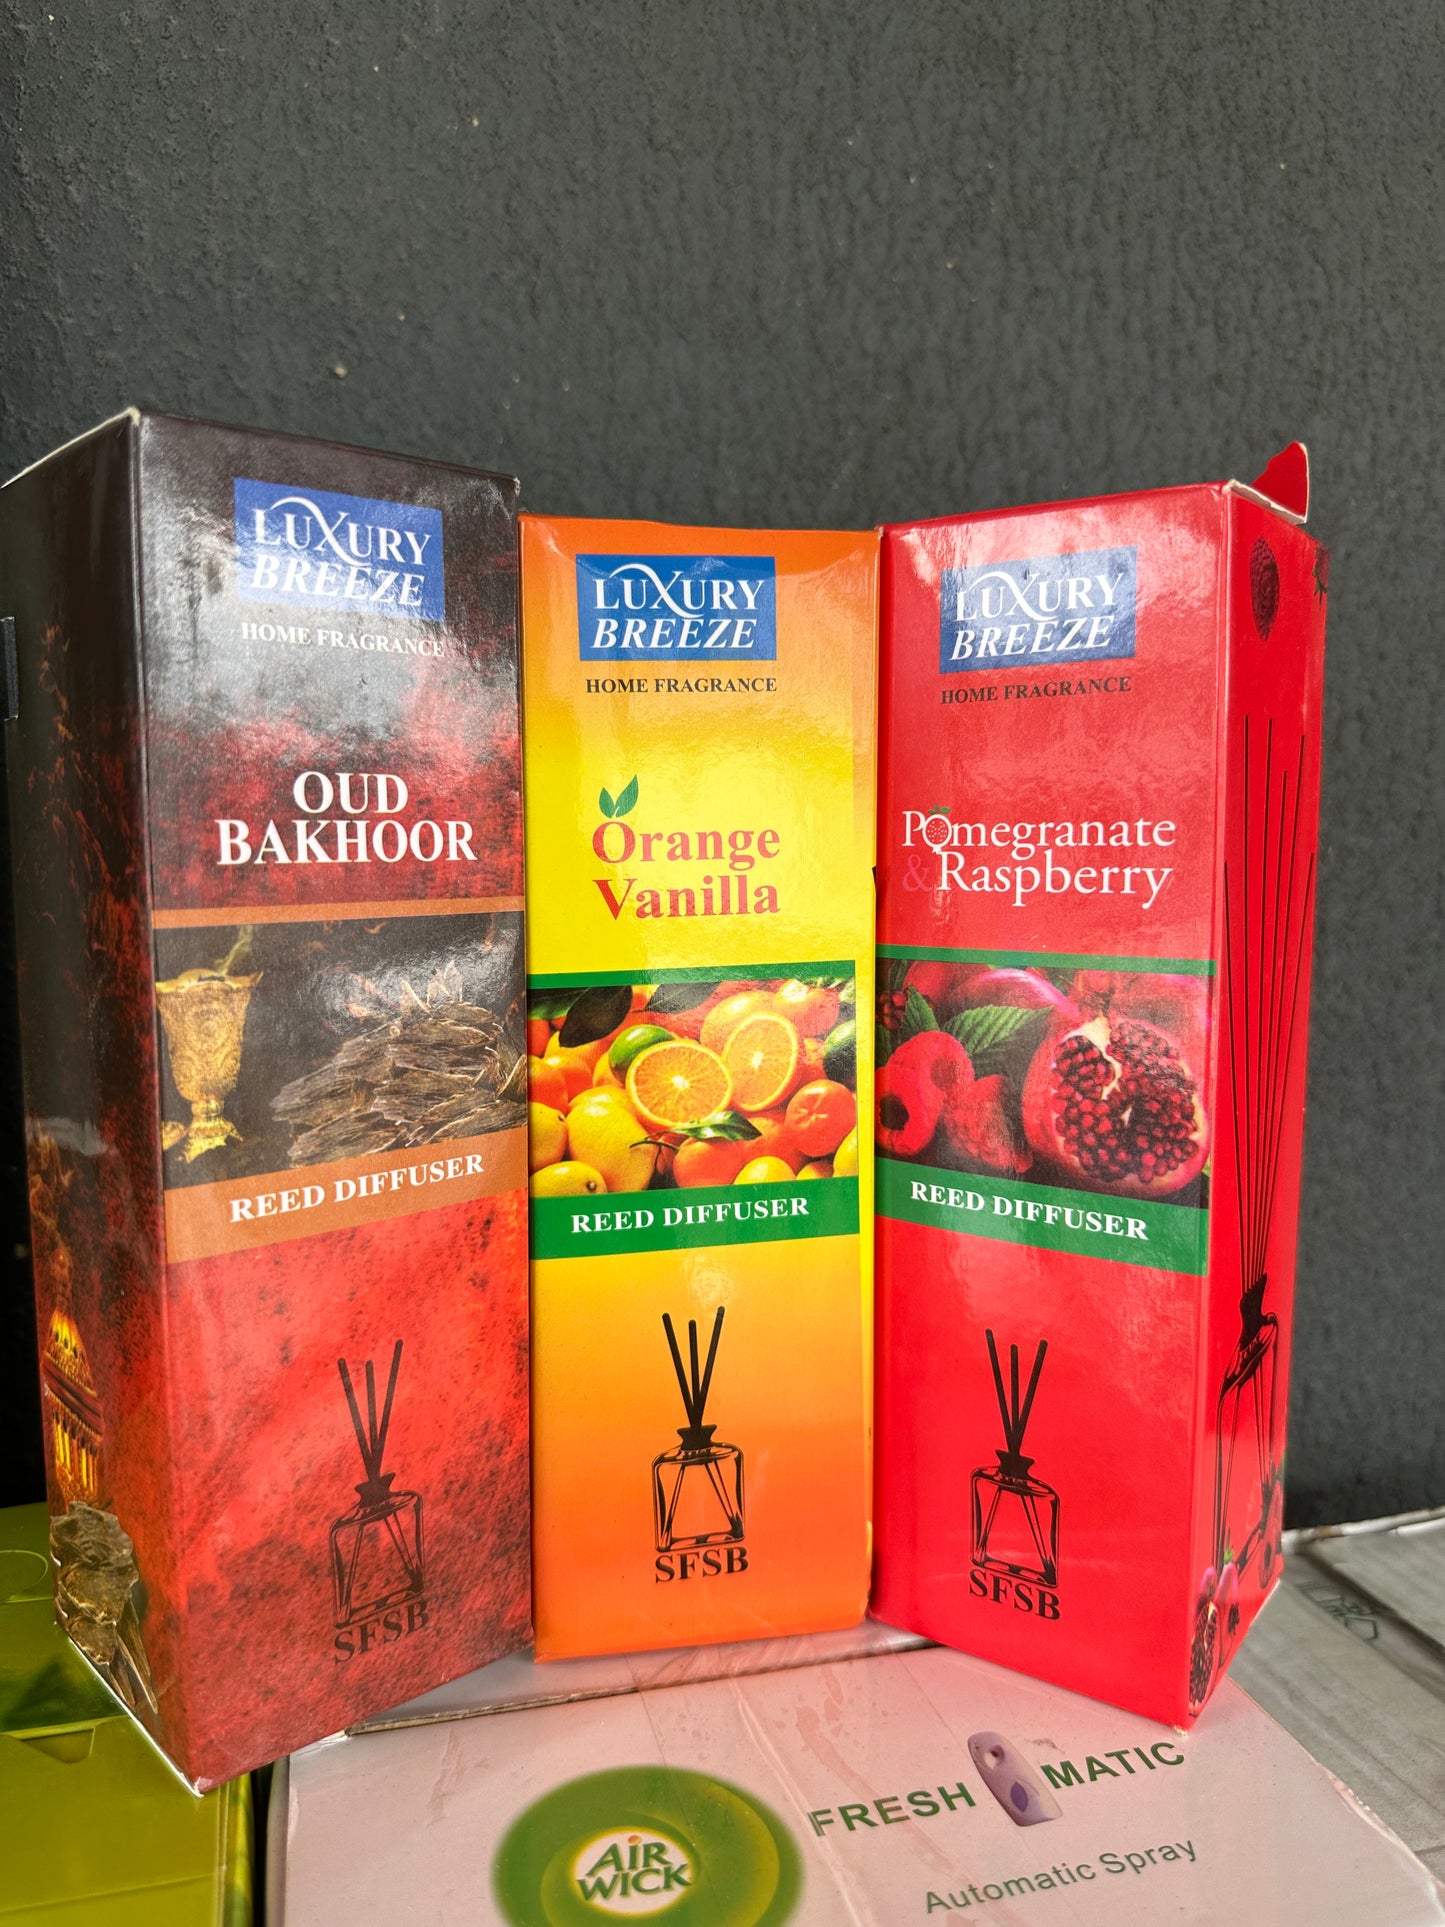 LUXURY
BREEZE
HOME FRAGRANCE
OUD
BAKHOOR
REED DIFFUSER
SFSB
LUXURY
BREEZE
HOME FRAGRANCE
Orange
Vanilla
REED DIFFUSER
SFSB
LUXURY
BREEZE
HOME FRAGRANCE
Pomegranate
& Raspberry
REED DIFFUSER
SFSB
AiR
WiCK
FRESH MATIC
Automatic Spray